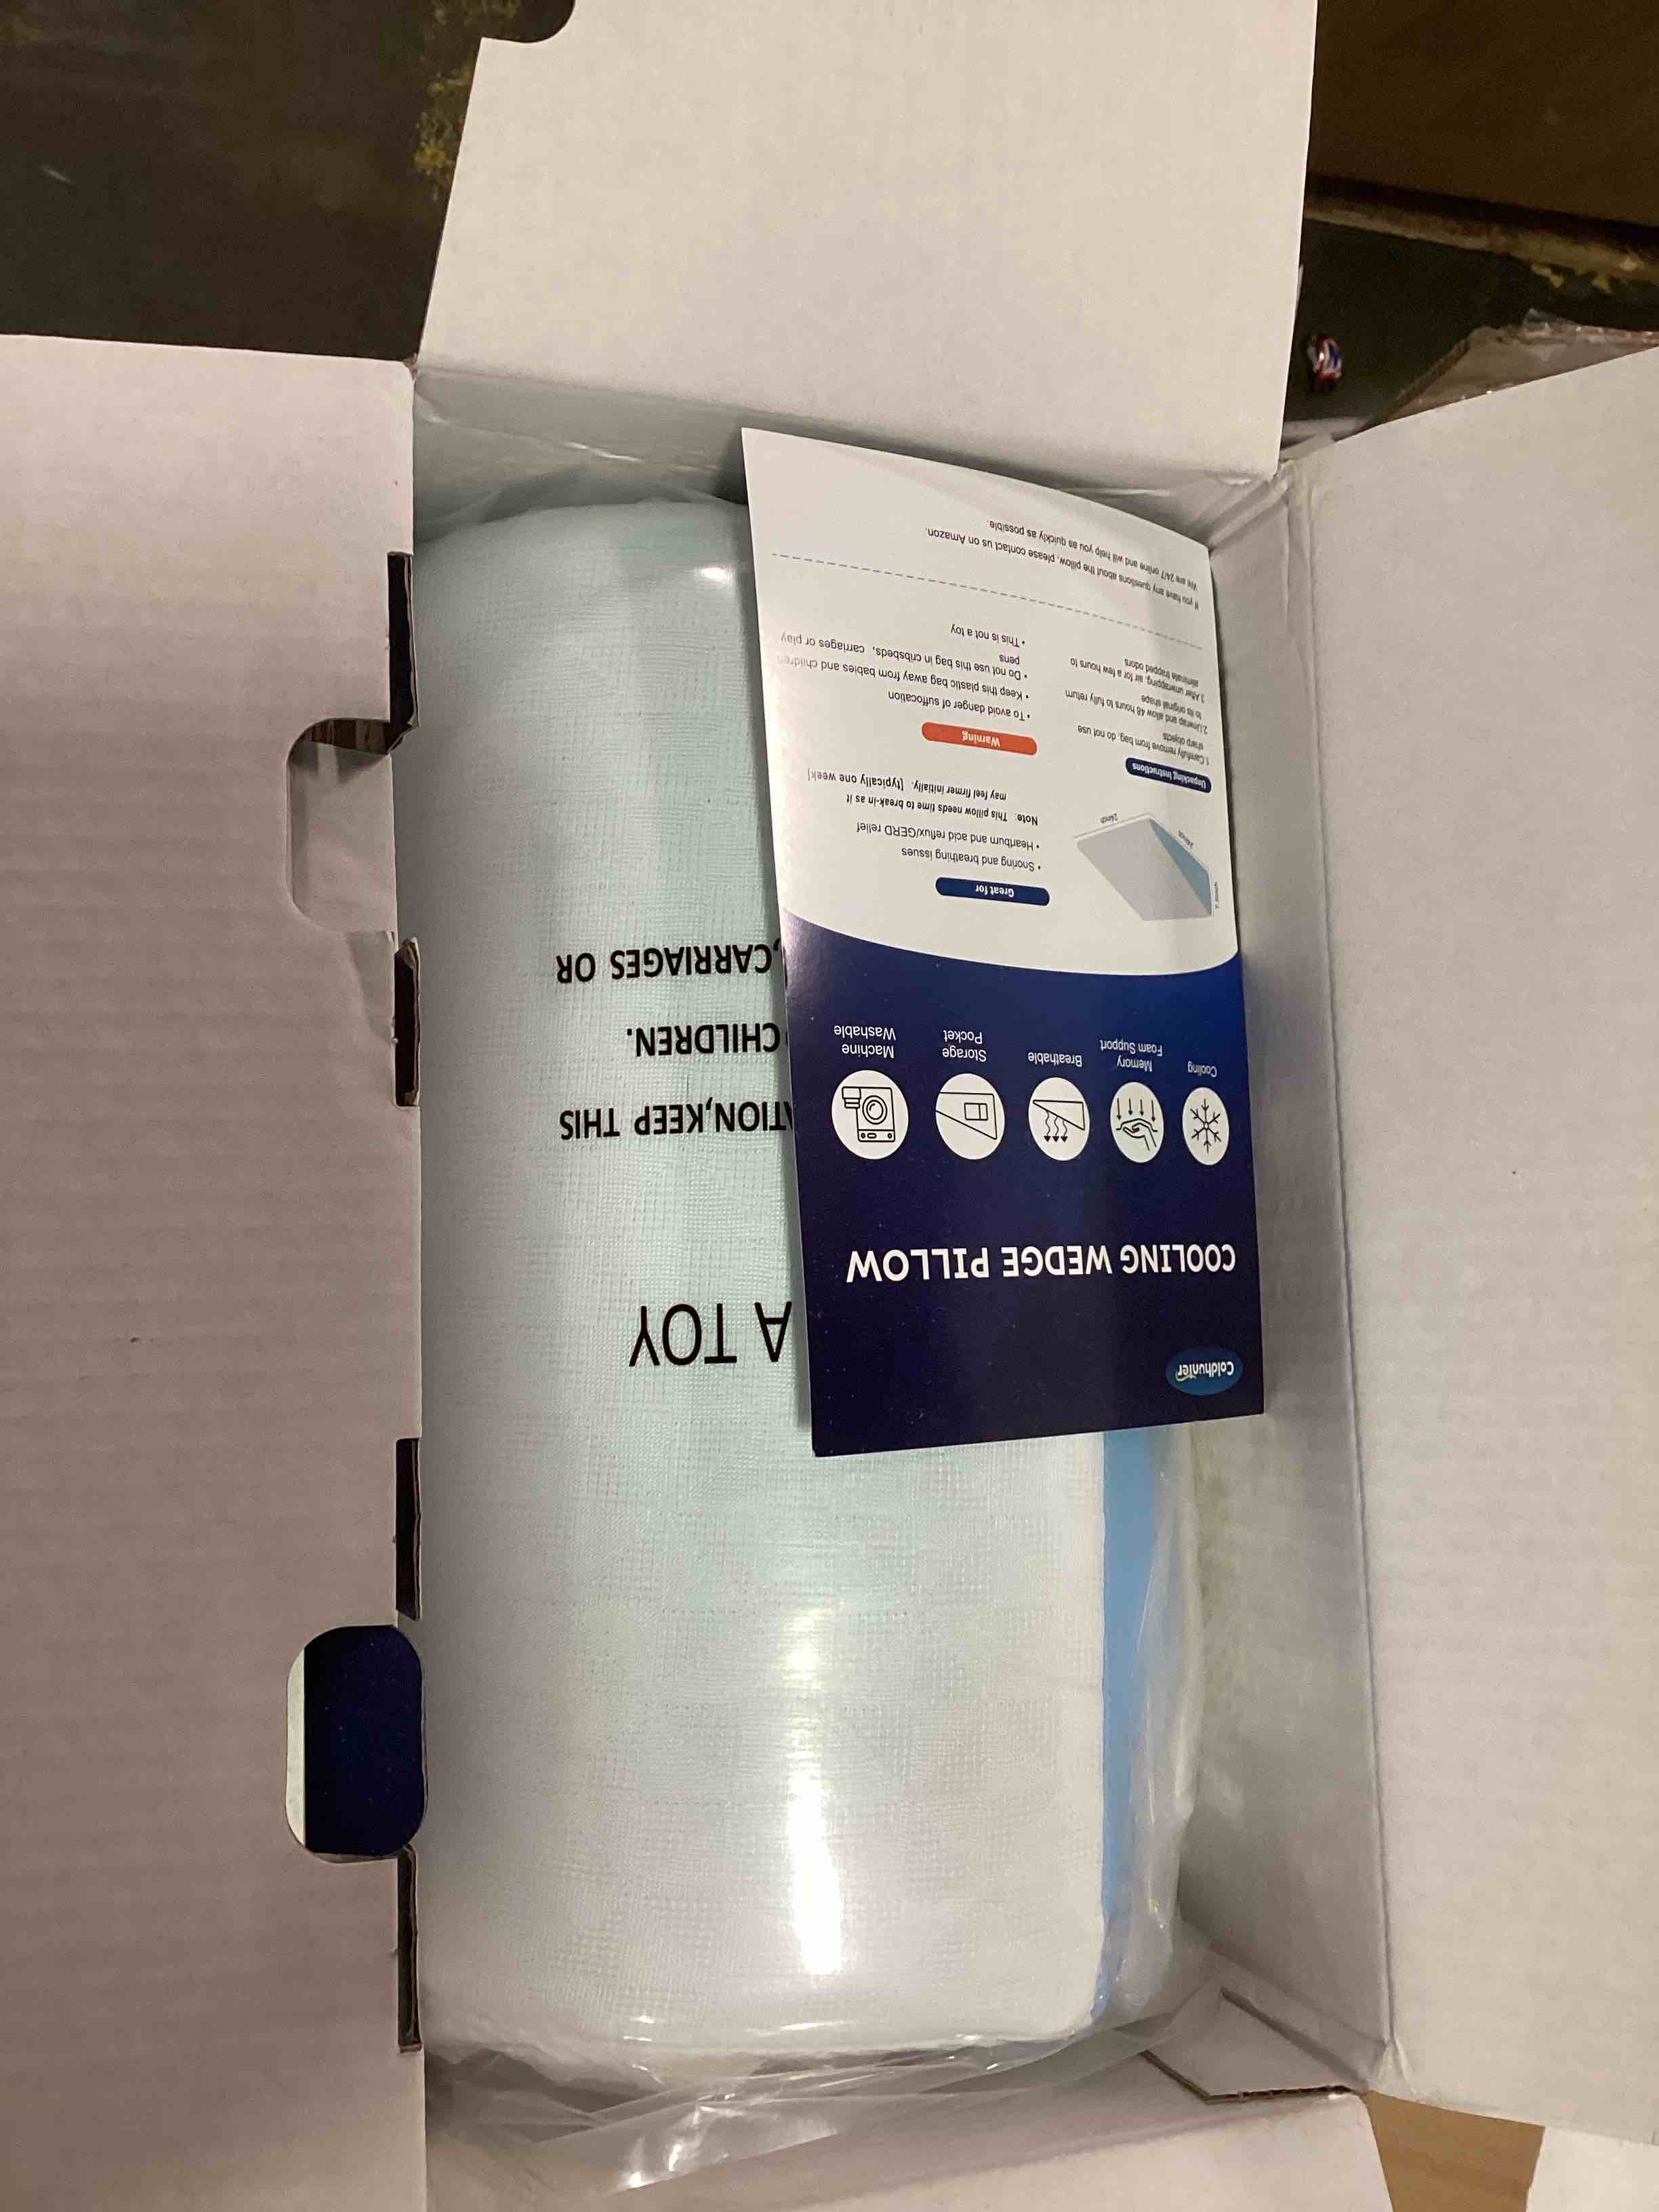 Coldhunter
COOLING WEDGE PILLOW
Cooling
Memory
Foam Support
Breathable
Storage
Pocket
Machine
Washable
24inch
24inch
Unpacking Instructions
1.Carefully remove from bag, do not use
sharp objects
2.Unwrap and allow 48 hours to fully return
to its original shape
3.After unwrapping, air for a few hours to
eliminate trapped odors
Great for
• Snoring and breathing issues
• Heartburn and acid reflux/GERD relief
Note: This pillow needs time to break-in as it
may feel firmer initially. [typically one week]
Warning
• To avoid danger of suffocation
• Keep this plastic bag away from babies and children
• Do not use this bag in cribsbeds, carriages or play
pens
• This is not a toy
If you have any questions about the pillow, please contact us on Amazon.
We are 24/7 online and will help you as quickly as possible.
A TOY
ATION,KEEP THIS
CHILDREN.
,CARRIAGES OR